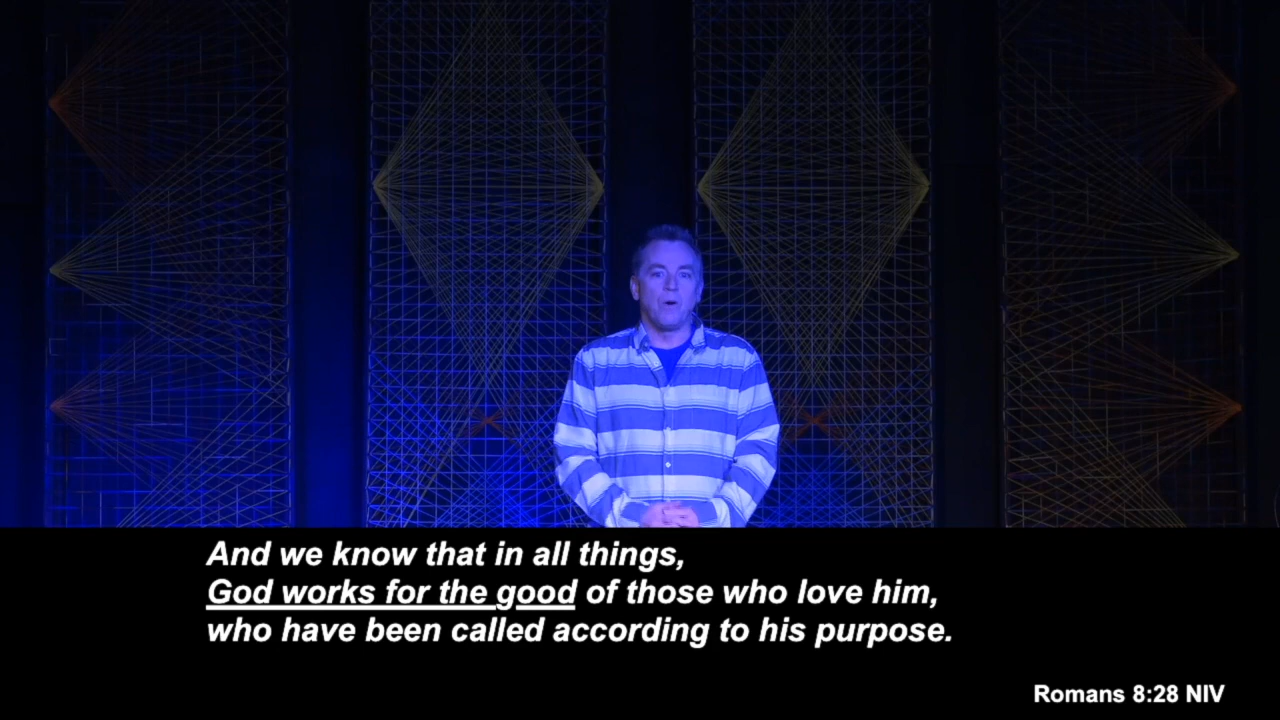 And we know that in all things,
God works for the good of those who love him,
who have been called according to his purpose.
Romans 8:28 NIV